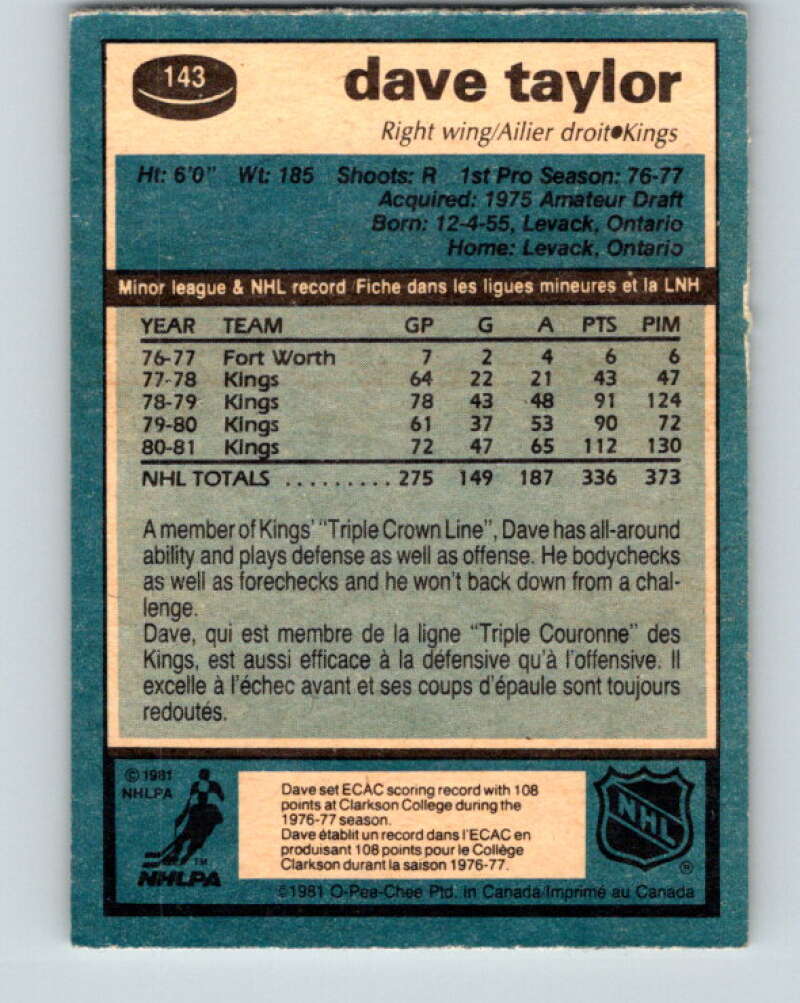 143
dave taylor
Right wing/Ailier droit●Kings
Ht: 6'0" Wt: 185 Shoots: R 1st Pro Season: 76-77
Acquired: 1975 Amateur Draft
Born: 12-4-55, Levack, Ontario
Home: Levack, Ontario
Minor league & NHL record/Fiche dans les ligues mineures et la LNH
YEAR TEAM GP G A PTS PIM
76-77 Fort Worth 7 2 4 6 6
77-78 Kings 64 22 21 43 47
78-79 Kings 78 43 48 91 124
79-80 Kings 61 37 53 90 72
80-81 Kings 72 47 65 112 130
NHL TOTALS ......... 275 149 187 336 373
A member of Kings' "Triple Crown Line", Dave has all-around
ability and plays defense as well as offense. He bodychecks
as well as forechecks and he won't back down from a chal-
lenge.
Dave, qui est membre de la ligne "Triple Couronne" des
Kings, est aussi efficace à la défensive qu'à l'offensive. Il
excelle à l'échec avant et ses coups d'épaule sont toujours
redoutés.
© 1981
NHLPA
TM
NHLPA
Dave set ECAC scoring record with 108
points at Clarkson College during the
1976-77 season.
Dave établit un record dans l'ECAC en
produisant 108 points pour le Collège
Clarkson durant la saison 1976-77.
NHL
®
©1981 O-Pee-Chee Ptd. in Canada/Imprimé au Canada